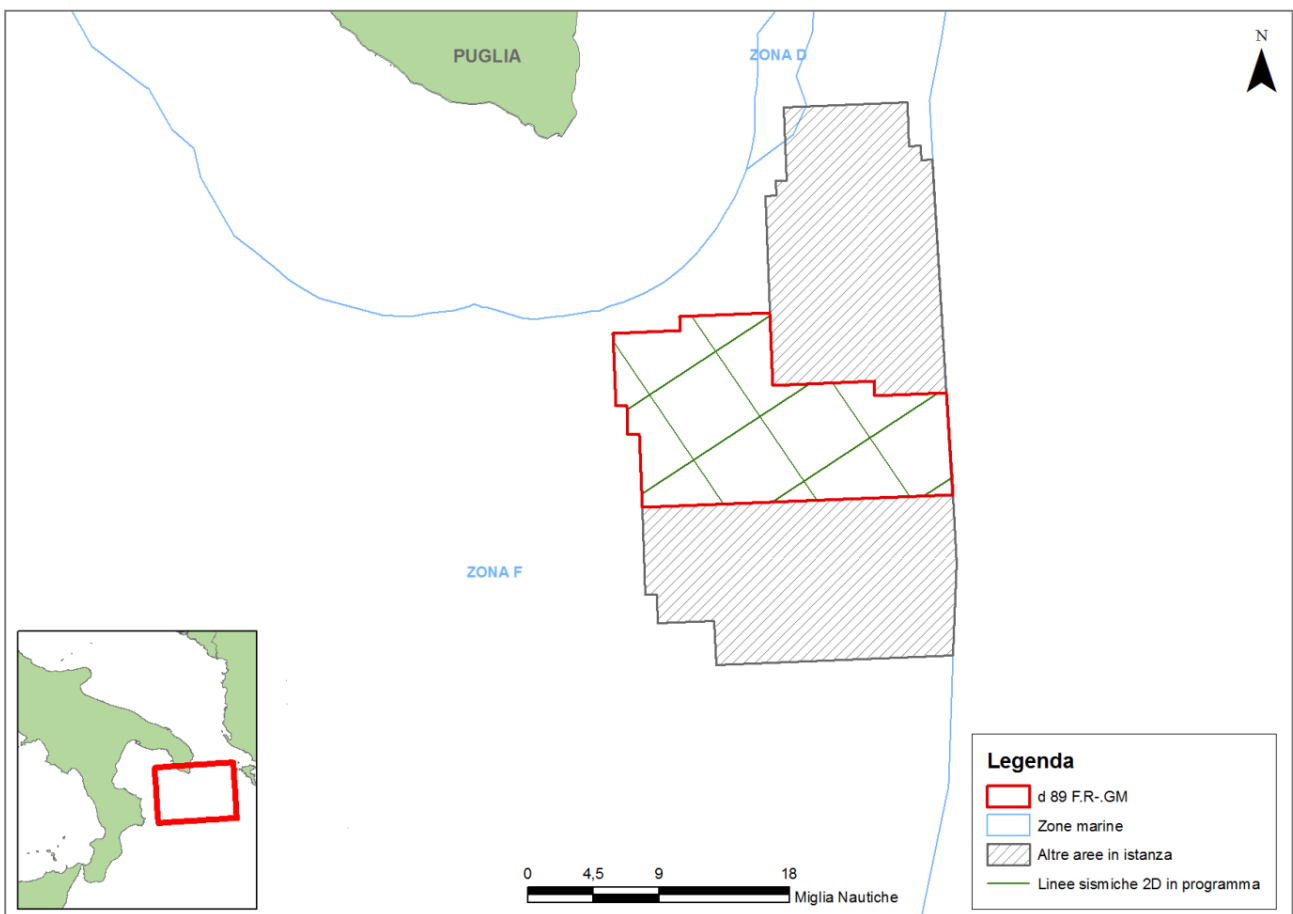 PUGLIA
ZONA D
N
ZONA F
Legenda
d 89 F.R-.GM
Zone marine
Altre aree in istanza
Linee sismiche 2D in programma
0 4,5 9 18
Miglia Nautiche